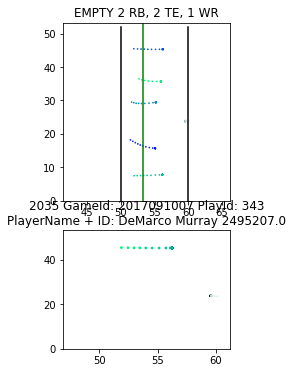 EMPTY 2 RB, 2 TE, 1 WR
50
40
30
20
10
0
45 50 55 60 65
2035 GameId: 2017091007 PlayId: 343
PlayerName + ID: DeMarco Murray 2495207.0
40
20
0
50 55 60